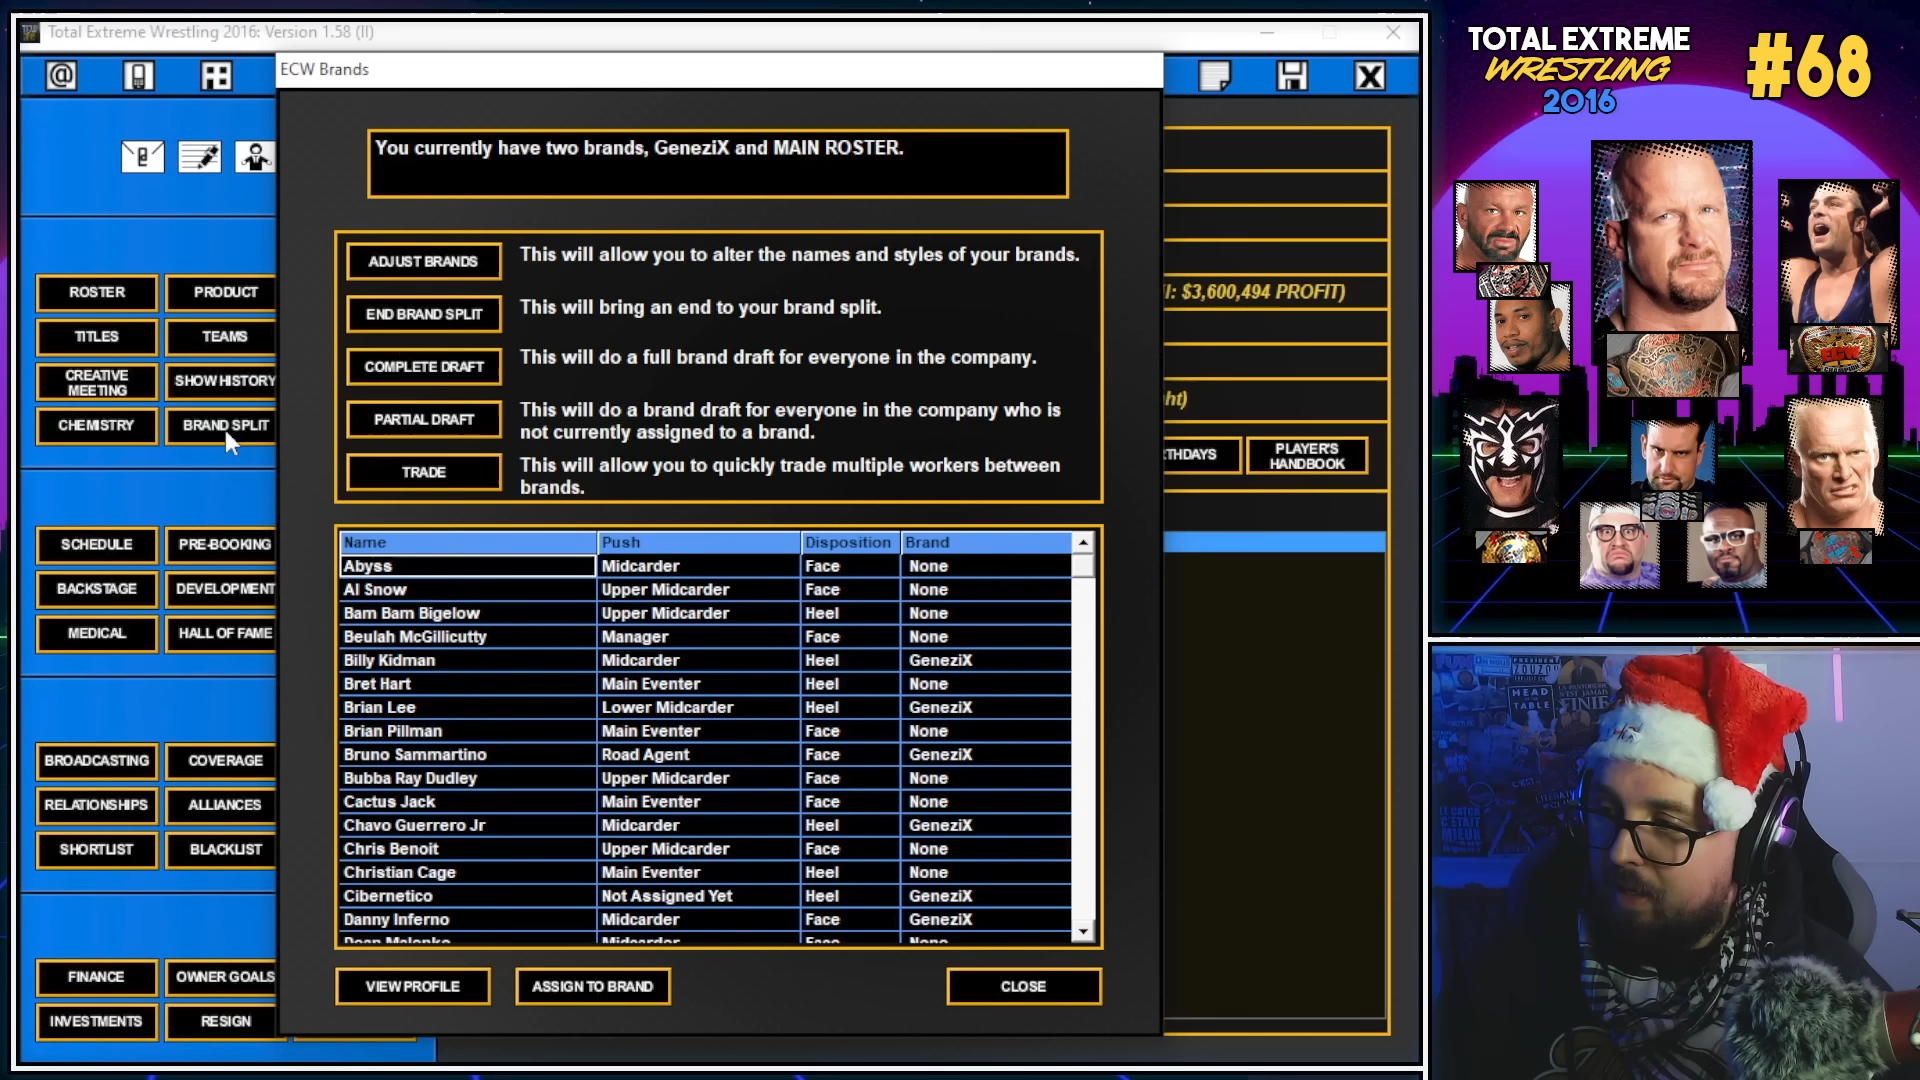 Total Extreme Wrestling 2016: Version 1.58 (II)
ECW Brands
You currently have two brands, GeneziX and MAIN ROSTER.
ADJUST BRANDS This will allow you to alter the names and styles of your brands.
END BRAND SPLIT This will bring an end to your brand split.
COMPLETE DRAFT This will do a full brand draft for everyone in the company.
PARTIAL DRAFT This will do a brand draft for everyone in the company who is
not currently assigned to a brand.
TRADE This will allow you to quickly trade multiple workers between
brands.
Name Push Disposition Brand
Abyss Midcarder Face None
Al Snow Upper Midcarder Face None
Bam Bam Bigelow Upper Midcarder Heel None
Beulah McGillicutty Manager Face None
Billy Kidman Midcarder Heel GeneziX
Bret Hart Main Eventer Heel None
Brian Lee Lower Midcarder Heel GeneziX
Brian Pillman Main Eventer Face None
Bruno Sammartino Road Agent Face GeneziX
Bubba Ray Dudley Upper Midcarder Face None
Cactus Jack Main Eventer Face None
Chavo Guerrero Jr Midcarder Heel GeneziX
Chris Benoit Upper Midcarder Face None
Christian Cage Main Eventer Heel None
Cibernetico Not Assigned Yet Heel GeneziX
Danny Inferno Midcarder Face GeneziX
Dean Malenko Midcarder Face None
VIEW PROFILE ASSIGN TO BRAND CLOSE
ROSTER PRODUCT
TITLES TEAMS
CREATIVE
MEETING SHOW HISTORY
CHEMISTRY BRAND SPLIT
SCHEDULE PRE-BOOKING
BACKSTAGE DEVELOPMENT
MEDICAL HALL OF FAME
BROADCASTING COVERAGE
RELATIONSHIPS ALLIANCES
SHORTLIST BLACKLIST
FINANCE OWNER GOALS
INVESTMENTS RESIGN
I: $3,600,494 PROFIT)
ht)
THDAYS PLAYER'S
HANDBOOK
TOTAL EXTREME
WRESTLING
2016
#68
ECW
HEAD
OF THE
TABLE